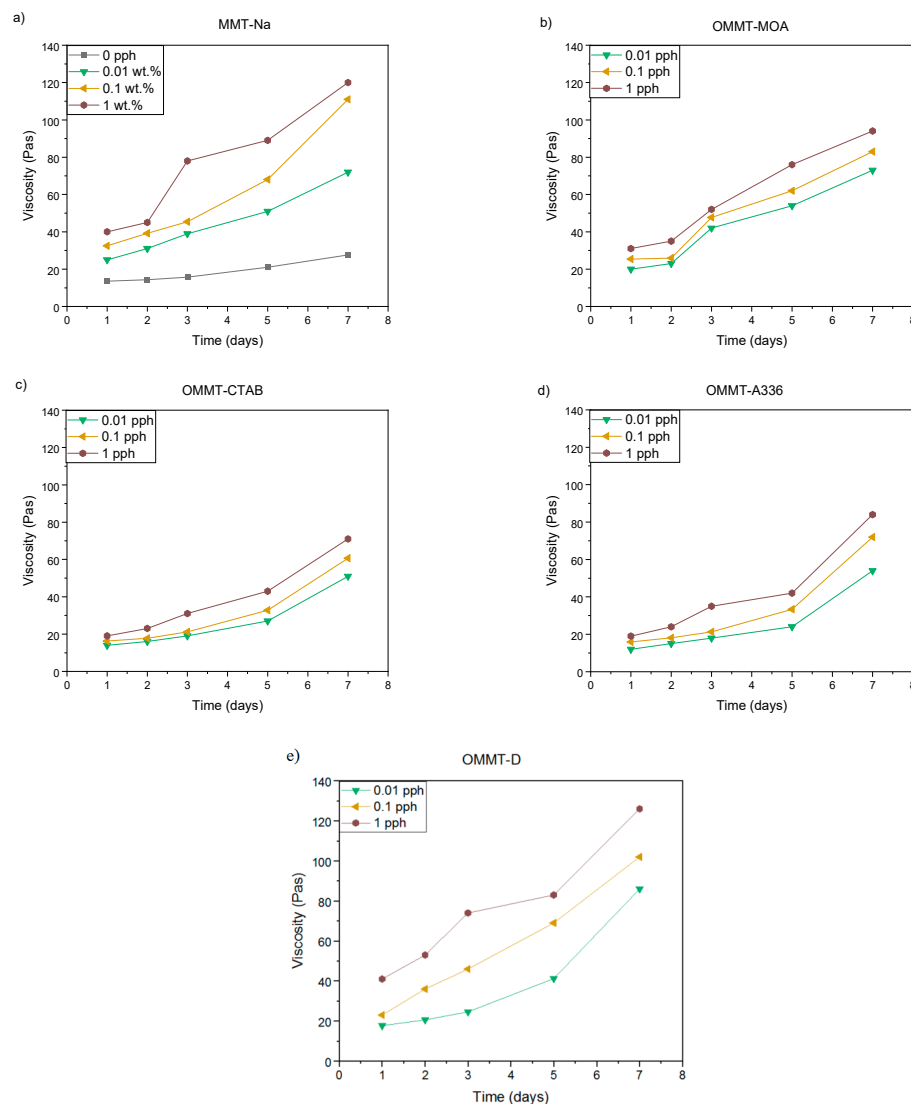 a)
MMT-Na
140
120
100
80
60
40
20
0
Viscosity (Pas)
0 pph
0.01 wt.%
0.1 wt.%
1 wt.%
0 1 2 3 4 5 6 7 8
Time (days)
b)
OMMT-MOA
140
120
100
80
60
40
20
0
Viscosity (Pas)
0.01 pph
0.1 pph
1 pph
0 1 2 3 4 5 6 7 8
Time (days)
c)
OMMT-CTAB
140
120
100
80
60
40
20
0
Viscosity (Pas)
0.01 pph
0.1 pph
1 pph
0 1 2 3 4 5 6 7 8
Time (days)
d)
OMMT-A336
140
120
100
80
60
40
20
0
Viscosity (Pas)
0.01 pph
0.1 pph
1 pph
0 1 2 3 4 5 6 7 8
Time (days)
e)
OMMT-D
140
120
100
80
60
40
20
0
Viscosity (Pas)
0.01 pph
0.1 pph
1 pph
0 1 2 3 4 5 6 7 8
Time (days)